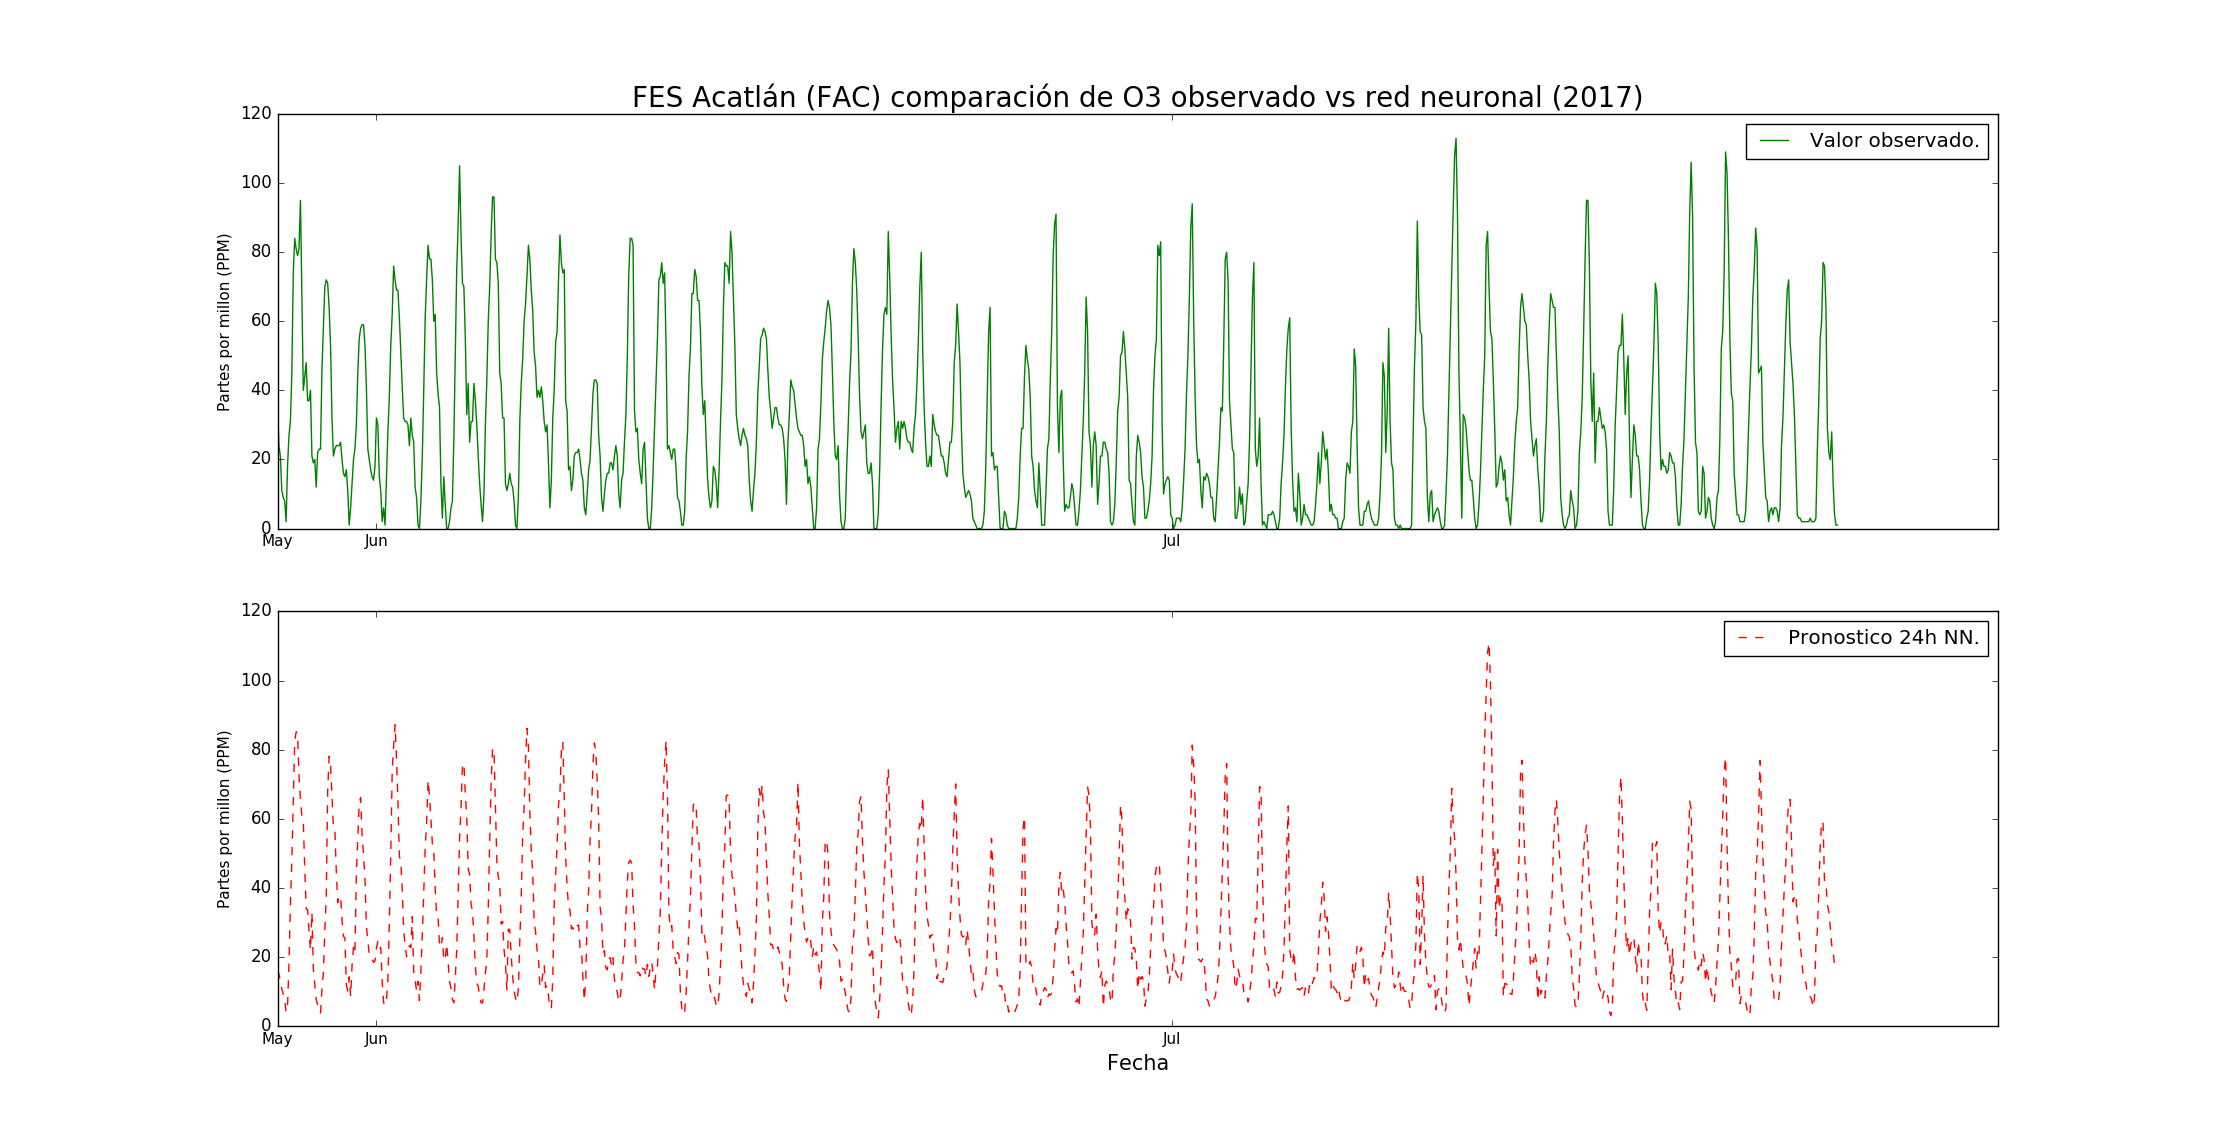 FES Acatlán (FAC) comparación de O3 observado vs red neuronal (2017)
120
100
80
60
40
20
0
Partes por millon (PPM)
Valor observado.
May Jun Jul
120
100
80
60
40
20
0
Partes por millon (PPM)
Pronostico 24h NN.
May Jun Jul
Fecha